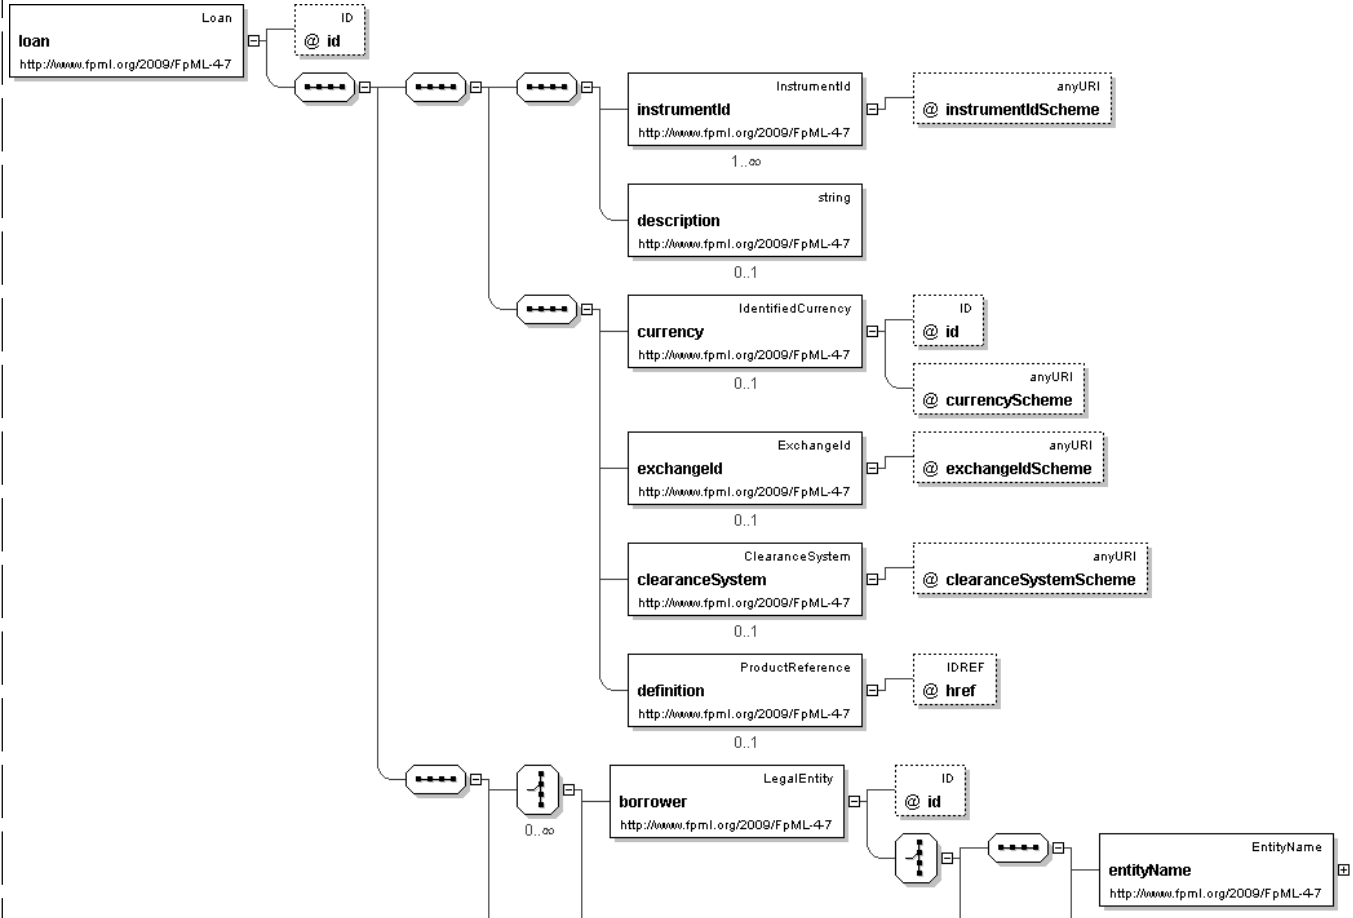 Loan
loan
http://www.fpml.org/2009/FpML-4-7
ID
@ id
InstrumentId
instrumentId
http://www.fpml.org/2009/FpML-4-7
1..∞
anyURI
@ instrumentIdScheme
string
description
http://www.fpml.org/2009/FpML-4-7
0..1
IdentifiedCurrency
currency
http://www.fpml.org/2009/FpML-4-7
0..1
ID
@ id
anyURI
@ currencyScheme
ExchangeId
exchangeId
http://www.fpml.org/2009/FpML-4-7
0..1
anyURI
@ exchangeIdScheme
ClearanceSystem
clearanceSystem
http://www.fpml.org/2009/FpML-4-7
0..1
anyURI
@ clearanceSystemScheme
ProductReference
definition
http://www.fpml.org/2009/FpML-4-7
0..1
IDREF
@ href
0..∞
LegalEntity
borrower
http://www.fpml.org/2009/FpML-4-7
ID
@ id
EntityName
entityName
http://www.fpml.org/2009/FpML-4-7